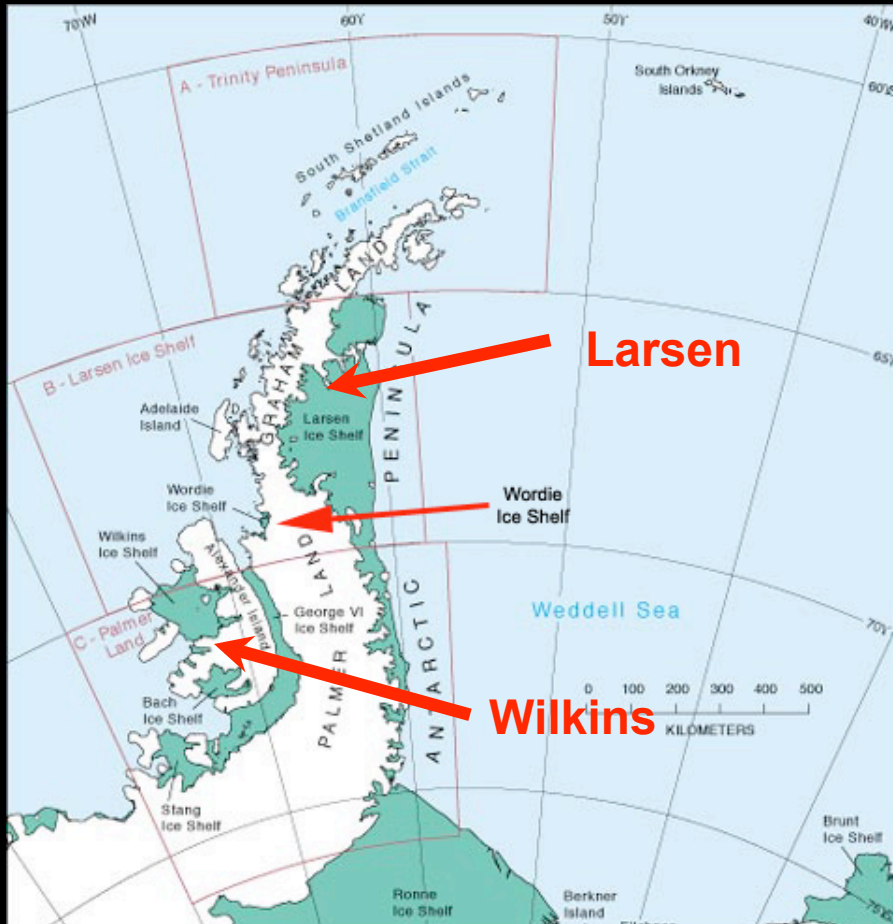 70°W
60°
50°
40°W
A - Trinity Peninsula
South Orkney
Islands
60°S
South Shetland Islands
Bransfield Strait
GRAHAM LAND
B - Larsen Ice Shelf
ANTARCTIC PENINSULA
Larsen
65°
Adelaide
Island
Larsen
Ice Shelf
Wordie
Ice Shelf
Wordie
Ice Shelf
Wilkins
Ice Shelf
Alexander Island
PALMER LAND
George VI
Ice Shelf
Weddell Sea
70°
C - Palmer
Land
0 100 200 300 400 500
KILOMETERS
Wilkins
Bach
Ice Shelf
Stang
Ice Shelf
Brunt
Ice Shelf
75°S
Ronne
Ice Shelf
Berkner
Island